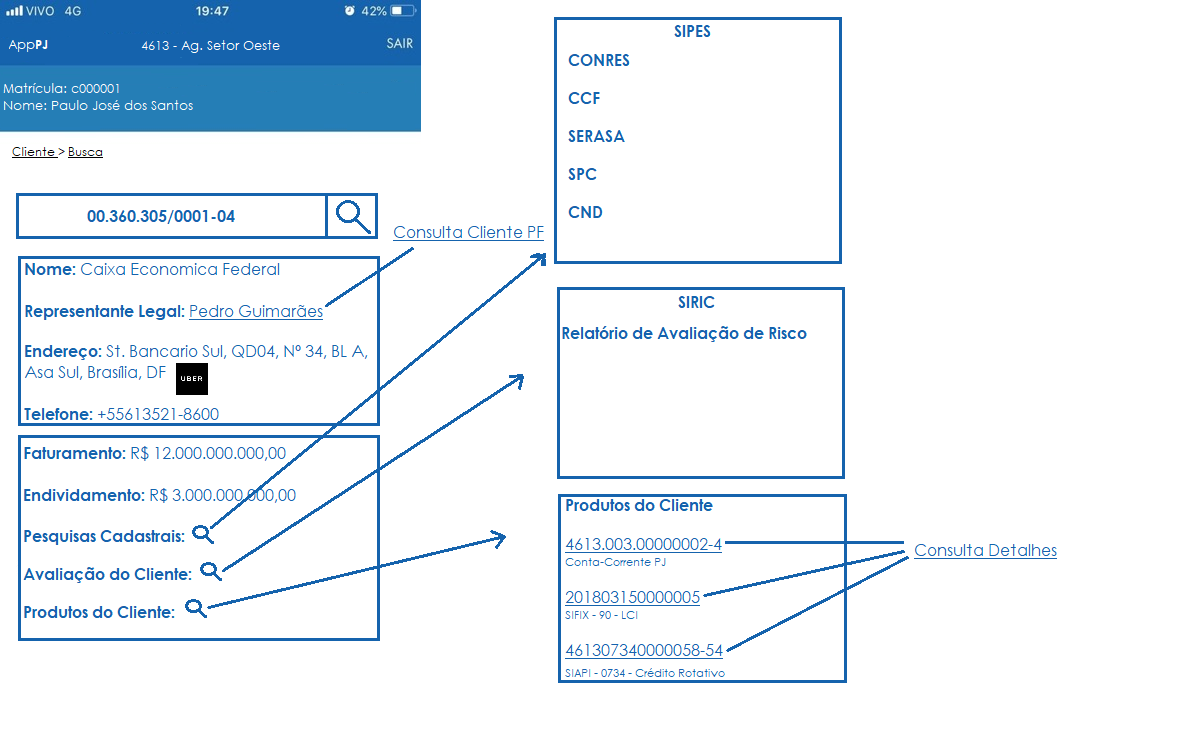 VIVO 4G 19:47 42%
AppPJ 4613 - Ag. Setor Oeste SAIR
Matrícula: c000001
Nome: Paulo José dos Santos
Cliente > Busca
00.360.305/0001-04
Consulta Cliente PF
Nome: Caixa Economica Federal
Representante Legal: Pedro Guimarães
Endereço: St. Bancario Sul, QD04, Nº 34, BL A,
Asa Sul, Brasília, DF
UBER
Telefone: +55613521-8600
Faturamento: R$ 12.000.000.000,00
Endividamento: R$ 3.000.000.000,00
Pesquisas Cadastrais:
Avaliação do Cliente:
Produtos do Cliente:
SIPES
CONRES
CCF
SERASA
SPC
CND
SIRIC
Relatório de Avaliação de Risco
Produtos do Cliente
4613.003.00000002-4
Conta-Corrente PJ
201803150000005
SIFIX - 90 - LCI
461307340000058-54
SIAPI - 0734 - Crédito Rotativo
Consulta Detalhes